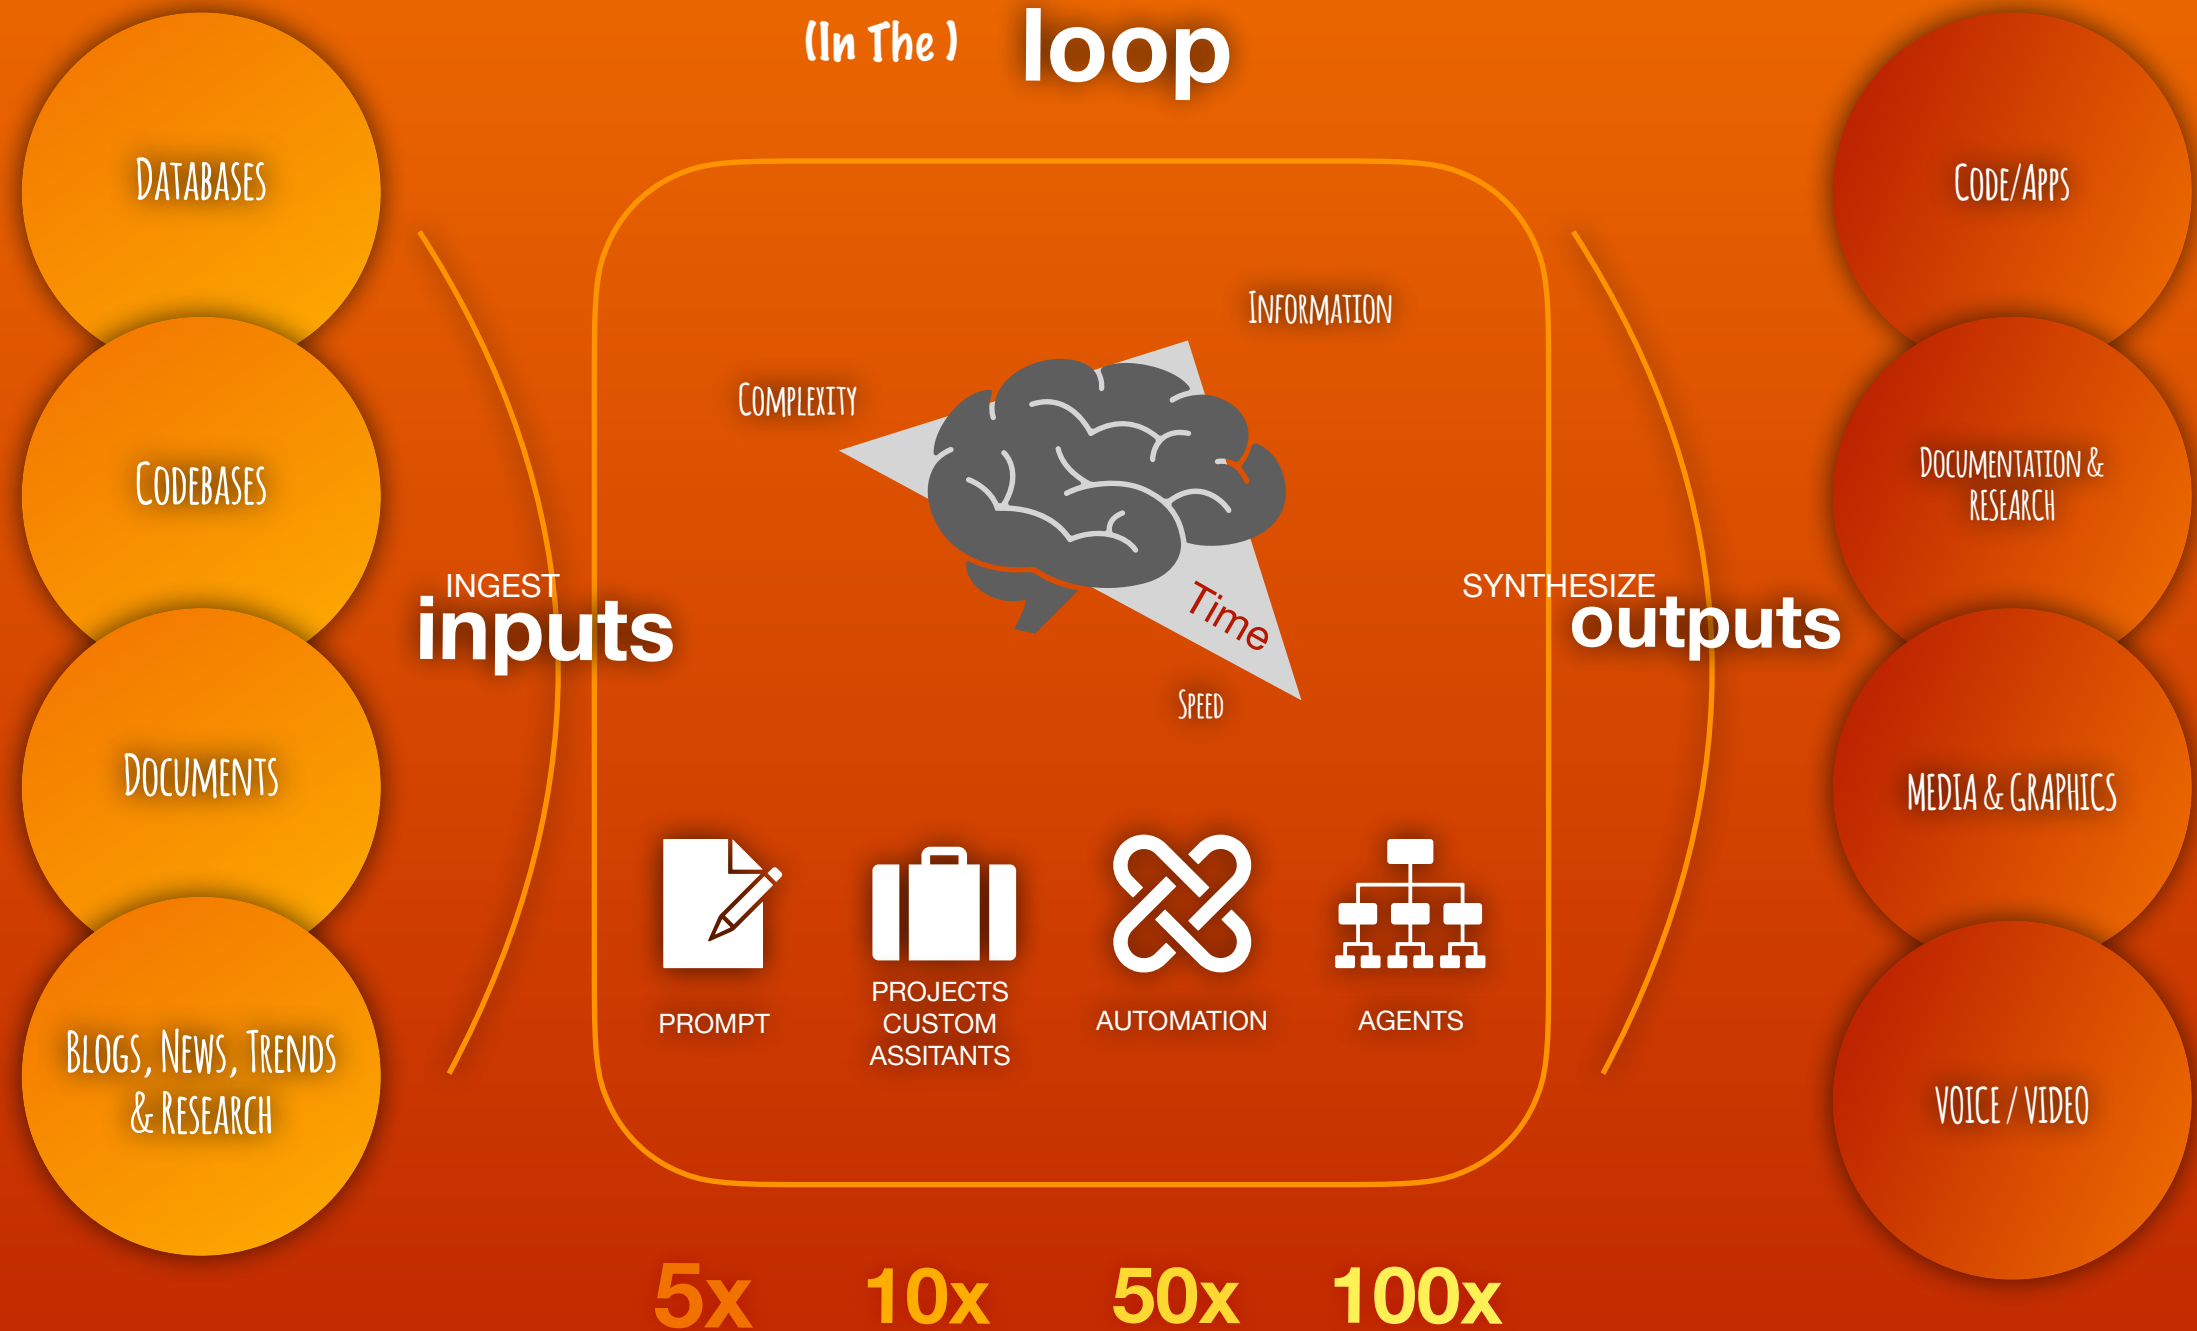 (In The ) loop
Databases
Codebases
Documents
Blogs, News, Trends
& Research
INGEST
inputs
Complexity
Information
Time
Speed
PROMPT
PROJECTS
CUSTOM
ASSITANTS
AUTOMATION
AGENTS
SYNTHESIZE
outputs
Code/Apps
Documentation &
research
MEDIA & GRAPHICS
VOICE / VIDEO
5x
10x
50x
100x